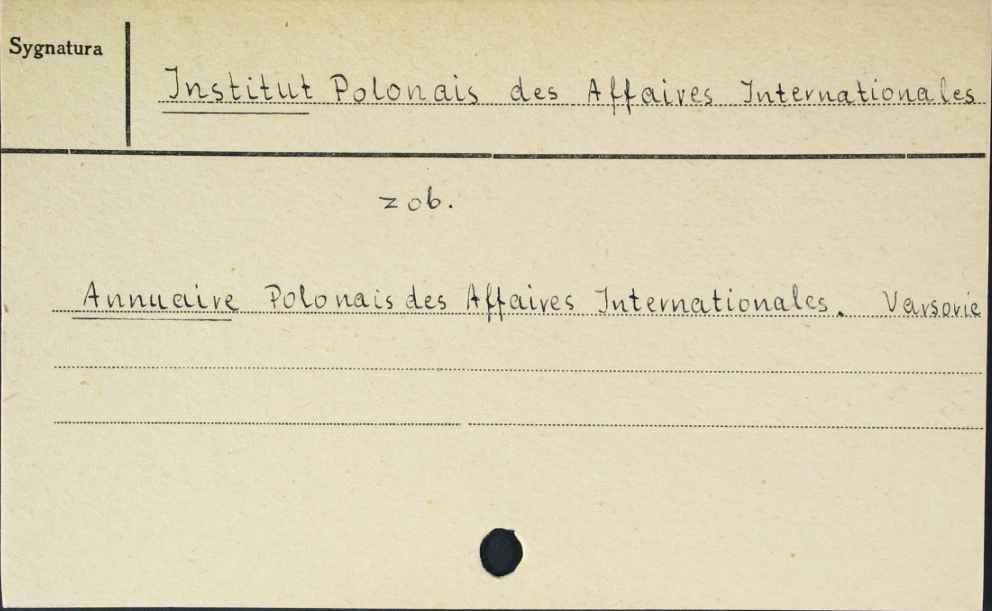 Sygnatura
Institut Polonais des Affaires Internationales
zob.
Annuaire Polonais des Affaires Internationales. Varsovie